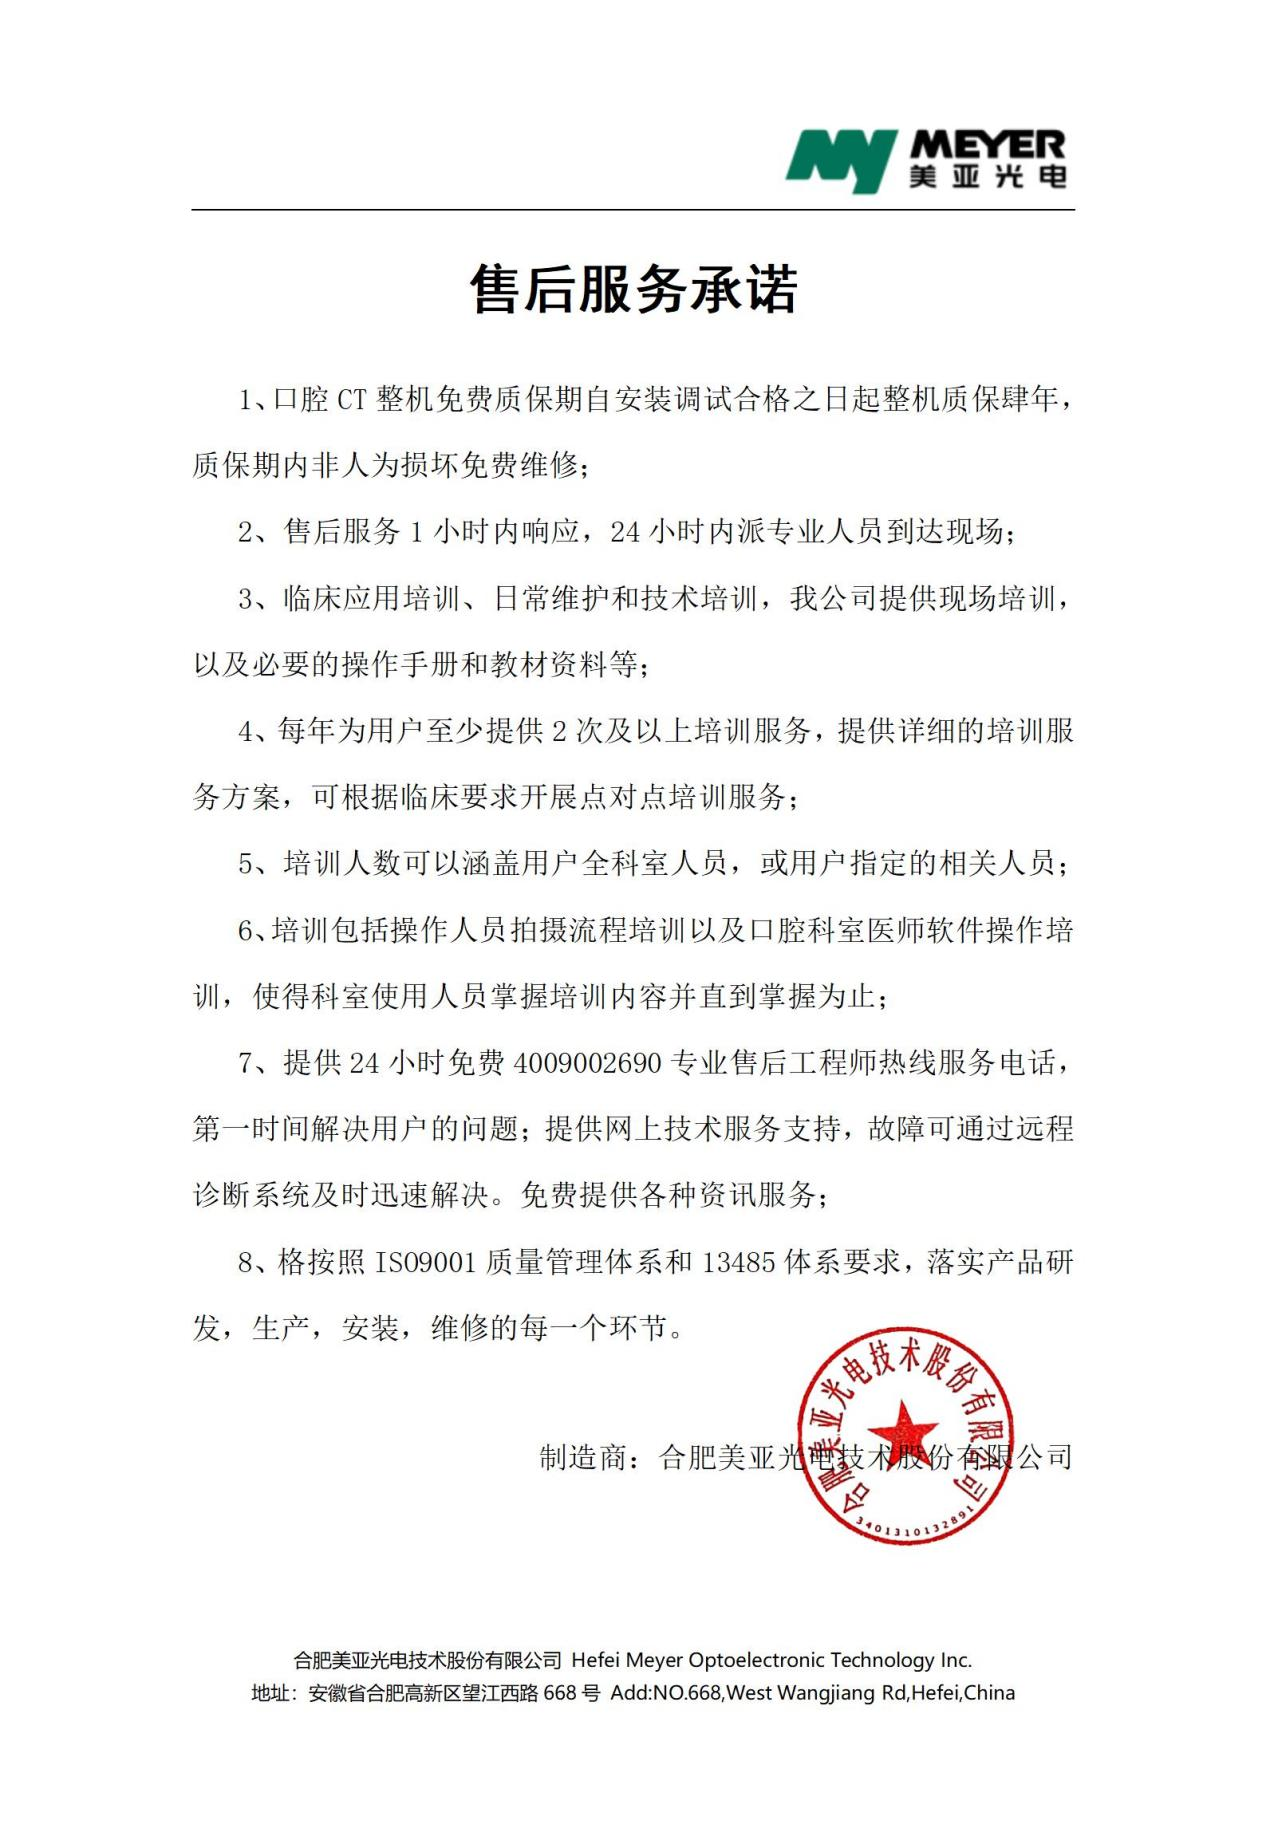 MEYER
美亚光电
售后服务承诺
1、口腔 CT 整机免费质保期自安装调试合格之日起整机质保肆年，
质保期内非人为损坏免费维修；
2、售后服务 1 小时内响应，24 小时内派专业人员到达现场；
3、临床应用培训、日常维护和技术培训，我公司提供现场培训，
以及必要的操作手册和教材资料等；
4、每年为用户至少提供 2 次及以上培训服务，提供详细的培训服
务方案，可根据临床要求开展点对点培训服务；
5、培训人数可以涵盖用户全科室人员，或用户指定的相关人员；
6、培训包括操作人员拍摄流程培训以及口腔科室医师软件操作培
训，使得科室使用人员掌握培训内容并直到掌握为止；
7、提供 24 小时免费 4009002690 专业售后工程师热线服务电话，
第一时间解决用户的问题；提供网上技术服务支持，故障可通过远程
诊断系统及时迅速解决。免费提供各种资讯服务；
8、格按照 ISO9001 质量管理体系和 13485 体系要求，落实产品研
发，生产，安装，维修的每一个环节。
制造商：合肥美亚光电技术股份有限公司
合肥美亚光电技术股份有限公司
3401310132891
合肥美亚光电技术股份有限公司 Hefei Meyer Optoelectronic Technology Inc.
地址：安徽省合肥高新区望江西路 668 号 Add:NO.668,West Wangjiang Rd,Hefei,China